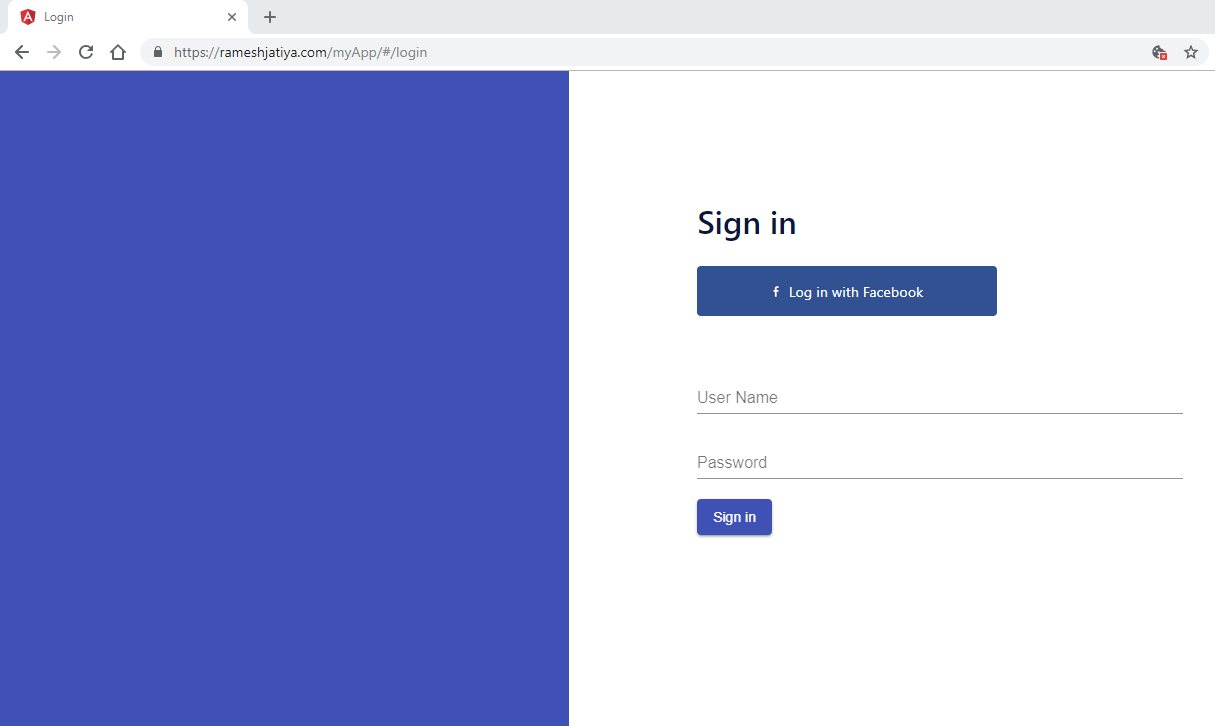 Login
https://rameshjatiya.com/myApp/#/login
Sign in
f Log in with Facebook
User Name
Password
Sign in